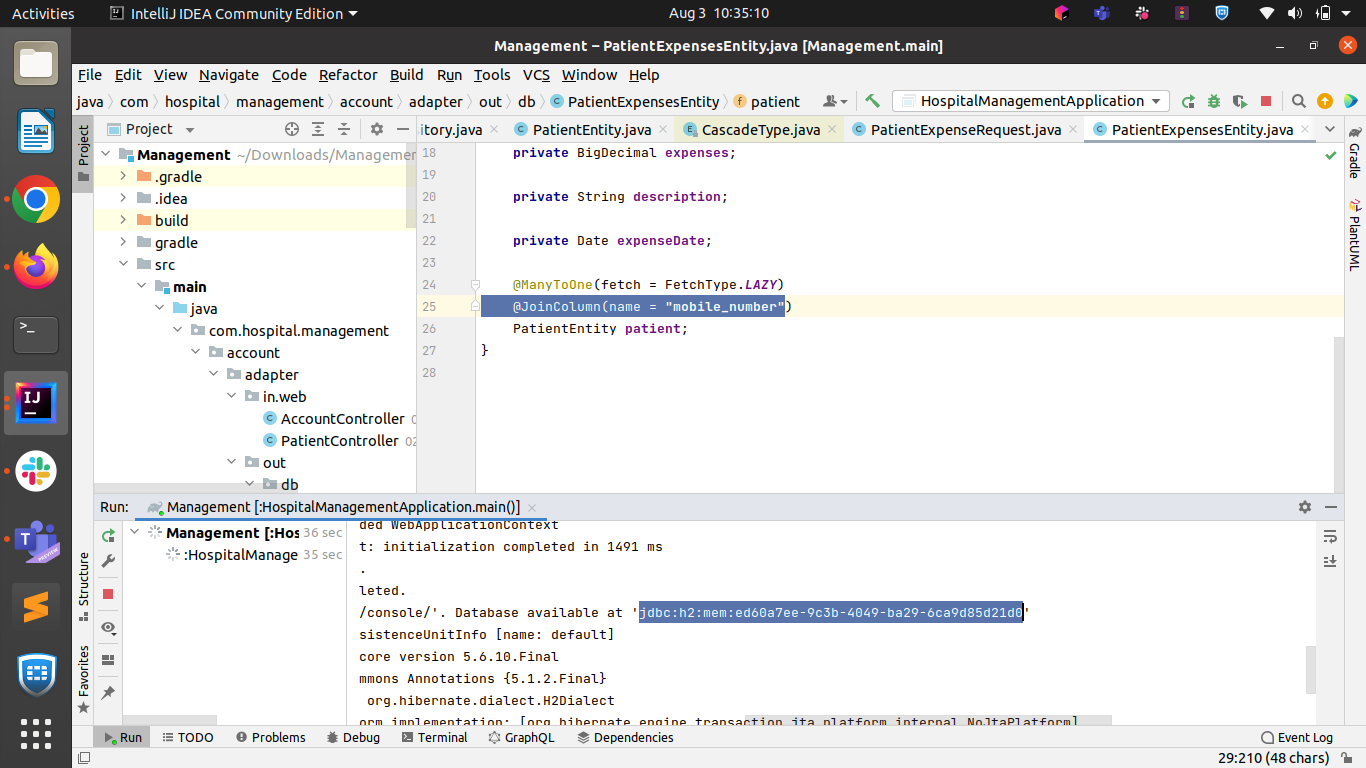 Activities IntelliJ IDEA Community Edition Aug 3 10:35:10
Management – PatientExpensesEntity.java [Management.main]
File Edit View Navigate Code Refactor Build Run Tools VCS Window Help
java com hospital management account adapter out db PatientExpensesEntity patient HospitalManagementApplication
Project
Project
itory.java PatientEntity.java CascadeType.java PatientExpenseRequest.java PatientExpensesEntity.java
Management ~/Downloads/Managemen
.gradle
.idea
build
gradle
src
main
java
com.hospital.management
account
adapter
in.web
AccountController
PatientController 02
out
db
18 private BigDecimal expenses;
19
20 private String description;
21
22 private Date expenseDate;
23
24 @ManyToOne(fetch = FetchType.LAZY)
25 @JoinColumn(name = "mobile_number")
26 PatientEntity patient;
27 }
28
Gradle
PlantUML
Run: Management [:HospitalManagementApplication.main()]
Management [:Hos 36 sec
:HospitalManage 35 sec
ded WebApplicationContext
t: initialization completed in 1491 ms
.
leted.
/console/'. Database available at 'jdbc:h2:mem:ed60a7ee-9c3b-4049-ba29-6ca9d85d21d0'
sistenceUnitInfo [name: default]
core version 5.6.10.Final
mmons Annotations {5.1.2.Final}
org.hibernate.dialect.H2Dialect
orm implementation: [org.hibernate.engine.transaction.jta.platform.internal.NoJtaPlatform]
Structure
Favorites
Run TODO Problems Debug Terminal GraphQL Dependencies Event Log
29:210 (48 chars)
PREVIEW